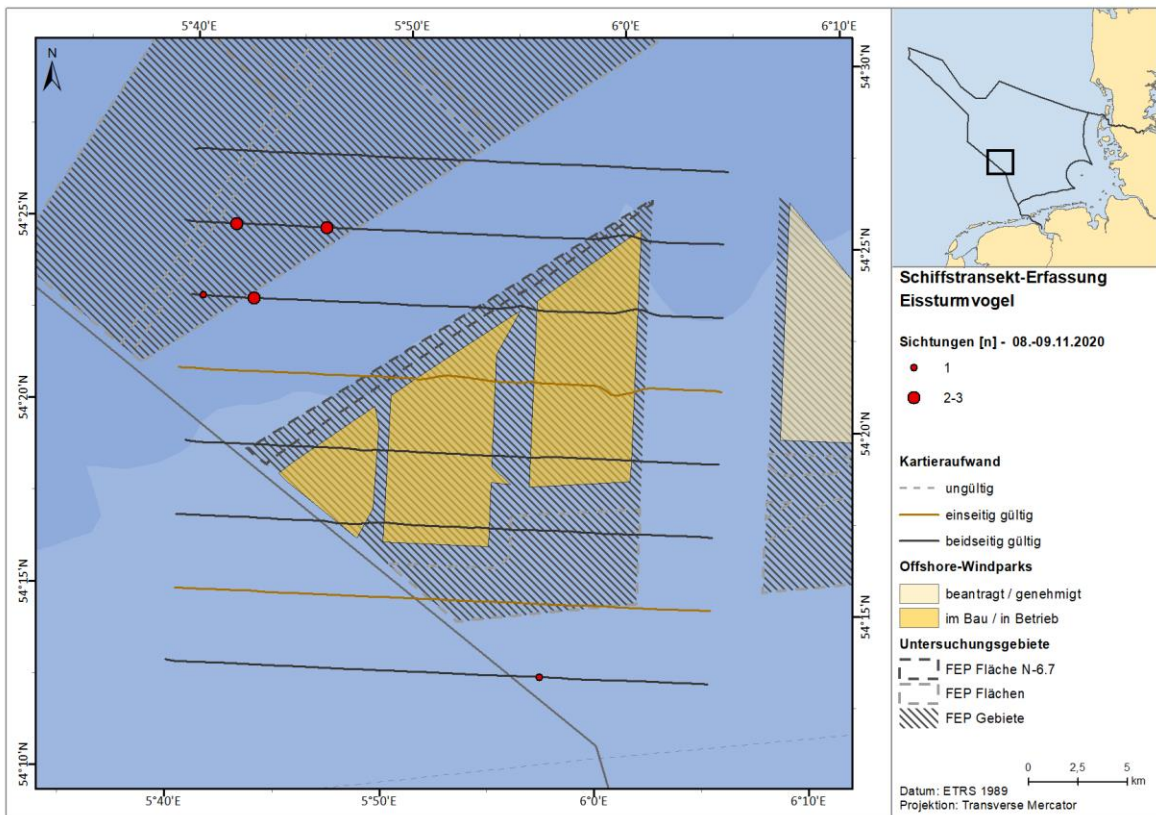 5°40'E 5°50'E 6°0'E 6°10'E
N
54°30'N
54°25'N
54°25'N
54°20'N
54°20'N
54°15'N
54°15'N
54°10'N
5°40'E 5°50'E 6°0'E 6°10'E
Schiffstransekt-Erfassung
Eissturmvogel
Sichtungen [n] - 08.-09.11.2020
1
2-3
Kartieraufwand
ungültig
einseitig gültig
beidseitig gültig
Offshore-Windparks
beantragt / genehmigt
im Bau / in Betrieb
Untersuchungsgebiete
FEP Fläche N-6.7
FEP Flächen
FEP Gebiete
0 2,5 5
km
Datum: ETRS 1989
Projektion: Transverse Mercator